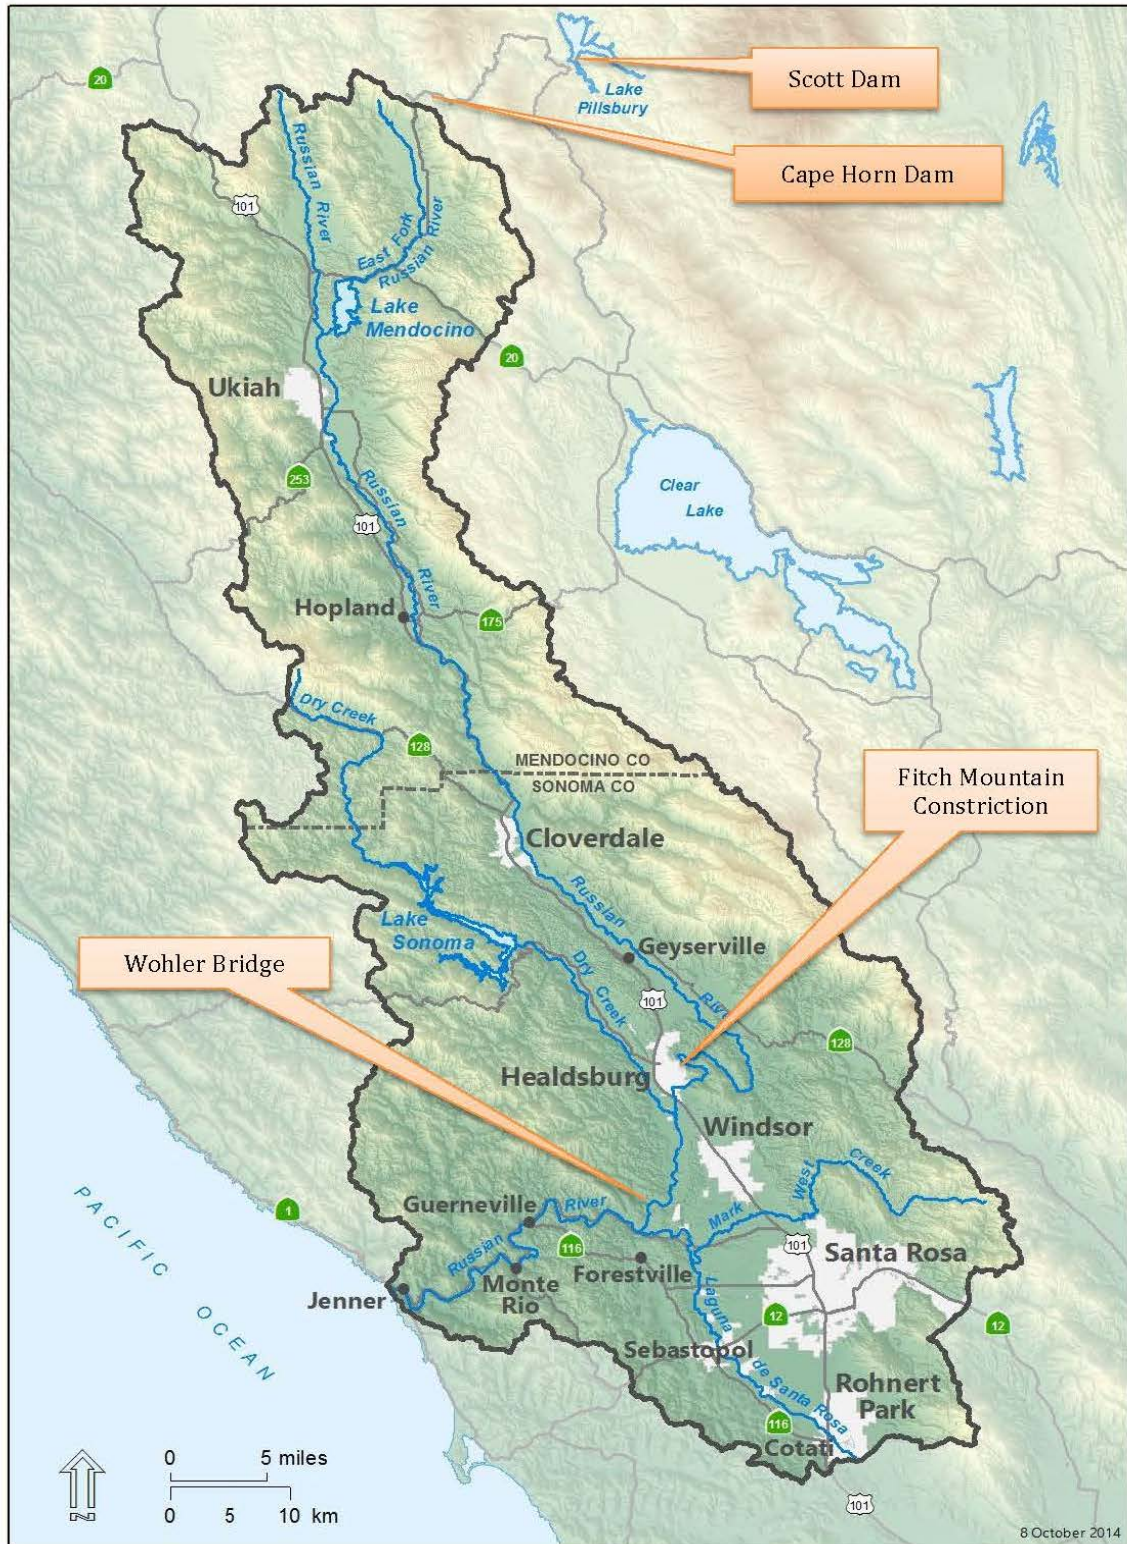 Scott Dam
20
Lake
Pillsbury
Cape Horn Dam
Russian River
101
East Fork
Russian River
Lake
Mendocino
20
Ukiah
253
Russian River
101
Clear
Lake
Hopland
175
Dry Creek
128
MENDOCINO CO
SONOMA CO
Fitch Mountain
Constriction
Cloverdale
Russian
Lake
Sonoma
Geyserville
Wohler Bridge
Dry Creek
101
128
Healdsburg
Windsor
Mark West Creek
Guerneville
Russian River
1
PACIFIC OCEAN
116
101
Santa Rosa
Forestville
Monte
Rio
Jenner
Laguna de Santa Rosa
12
12
Sebastopol
Rohnert
Park
116
Cotati
N
0 5 miles
0 5 10 km
101
8 October 2014